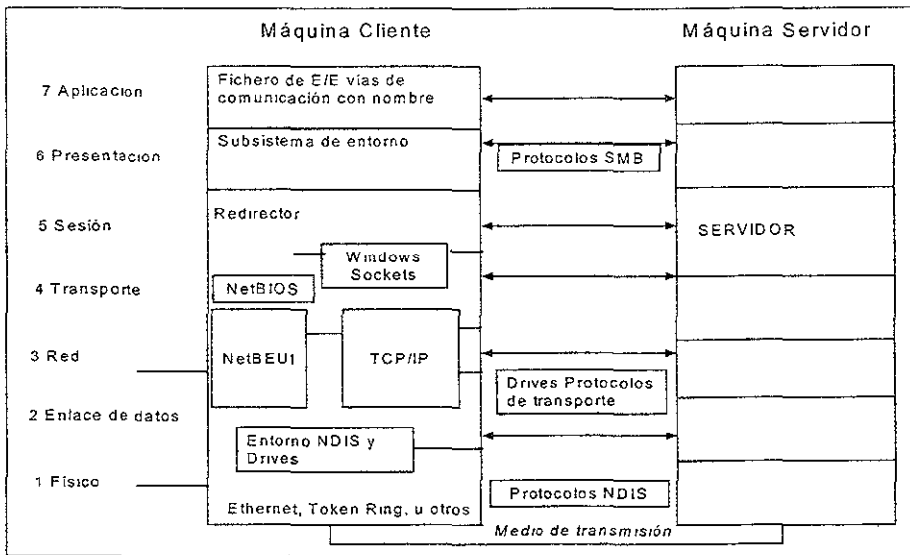 Máquina Cliente
Máquina Servidor
7 Aplicacion
Fichero de E/E vías de
comunicación con nombre
6 Presentacion
Subsistema de entorno
Protocolos SMB
5 Sesión
Redirector
SERVIDOR
Windows
Sockets
4 Transporte
NetBIOS
3 Red
NetBEUI
TCP/IP
Drives Protocolos
de transporte
2 Enlace de datos
Entorno NDIS y
Drives
1 Físico
Protocolos NDIS
Ethernet, Token Ring, u otros
Medio de transmisión